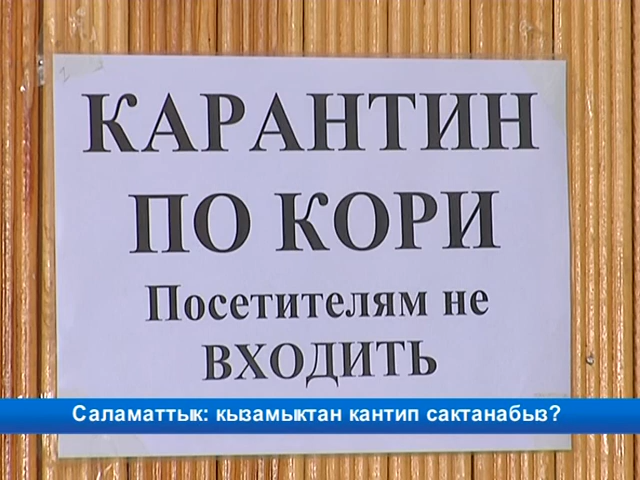 КАРАНТИН
ПО КОРИ
Посетителям не
ВХОДИТЬ
Саламаттык: кызамыктан кантип сактанабыз?